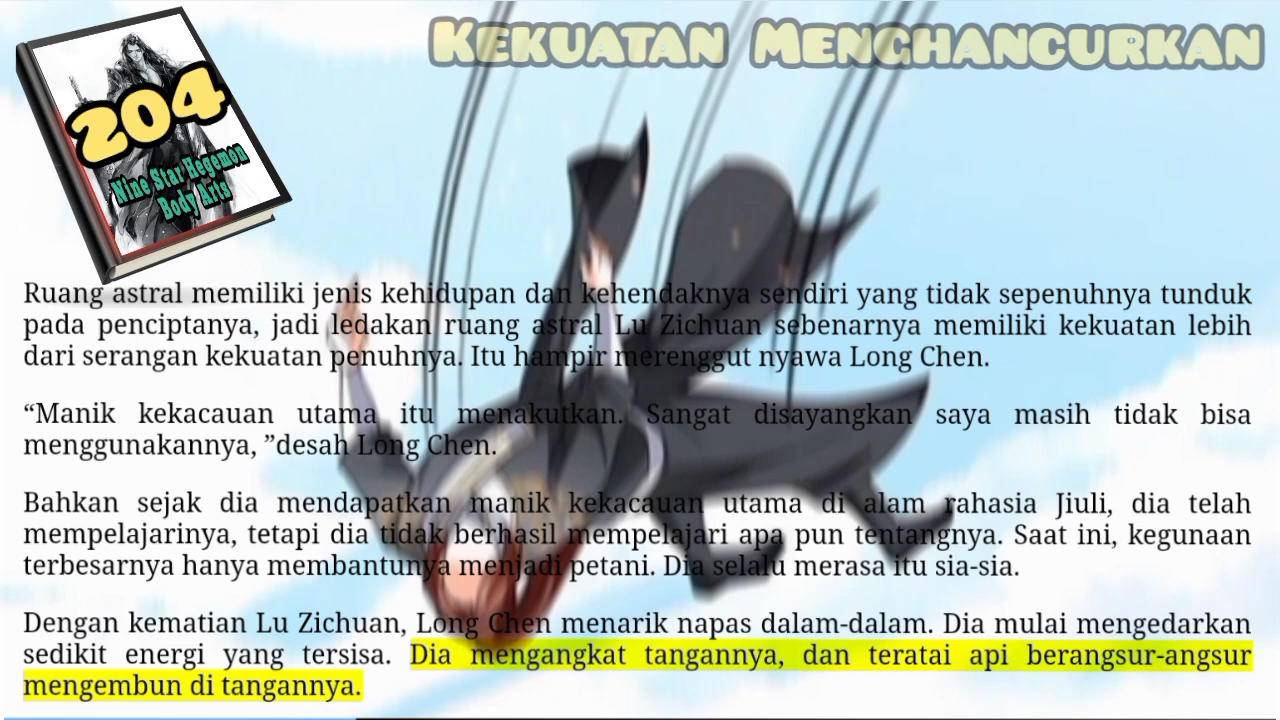 KEKUATAN MENGHANCURKAN
204
Nine Star Hegemon
Body Arts
Ruang astral memiliki jenis kehidupan dan kehendaknya sendiri yang tidak sepenuhnya tunduk
pada penciptanya, jadi ledakan ruang astral Lu Zichuan sebenarnya memiliki kekuatan lebih
dari serangan kekuatan penuhnya. Itu hampir merenggut nyawa Long Chen.
“Manik kekacauan utama itu menakutkan. Sangat disayangkan saya masih tidak bisa
menggunakannya, ”desah Long Chen.
Bahkan sejak dia mendapatkan manik kekacauan utama di alam rahasia Jiuli, dia telah
mempelajarinya, tetapi dia tidak berhasil mempelajari apa pun tentangnya. Saat ini, kegunaan
terbesarnya hanya membantunya menjadi petani. Dia selalu merasa itu sia-sia.
Dengan kematian Lu Zichuan, Long Chen menarik napas dalam-dalam. Dia mulai mengedarkan
sedikit energi yang tersisa. Dia mengangkat tangannya, dan teratai api berangsur-angsur
mengembun di tangannya.